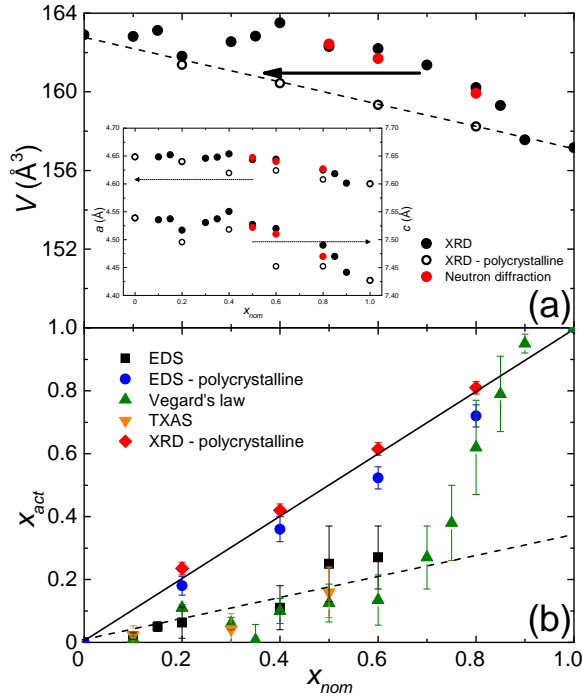 164
160
156
152
V (Å³)
4.65
4.60
4.55
4.50
4.45
4.40
a (Å)
7.70
7.65
7.60
7.55
7.50
7.45
7.40
c (Å)
0.0 0.2 0.4 0.6 0.8 1.0
x_nom
XRD
XRD - polycrystalline
Neutron diffraction
(a)
1.0
0.8
0.6
0.4
0.2
0.0
x_act
EDS
EDS - polycrystalline
Vegard's law
TXAS
XRD - polycrystalline
(b)
0.2 0.4 0.6 0.8 1.0
x_nom